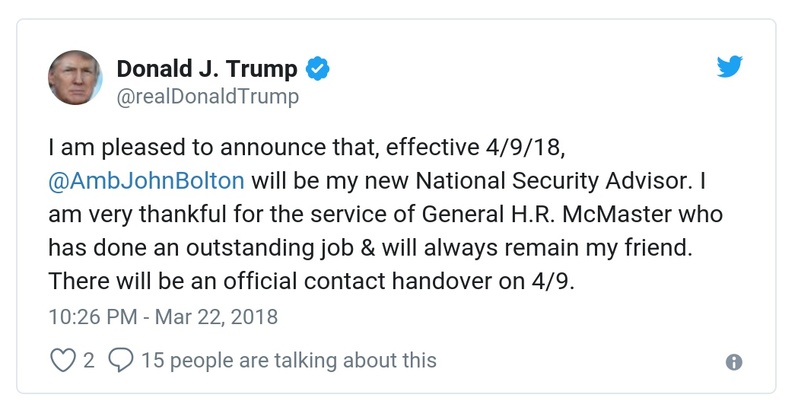 Donald J. Trump
@realDonaldTrump
I am pleased to announce that, effective 4/9/18,
@AmbJohnBolton will be my new National Security Advisor. I
am very thankful for the service of General H.R. McMaster who
has done an outstanding job & will always remain my friend.
There will be an official contact handover on 4/9.
10:26 PM - Mar 22, 2018
2 15 people are talking about this